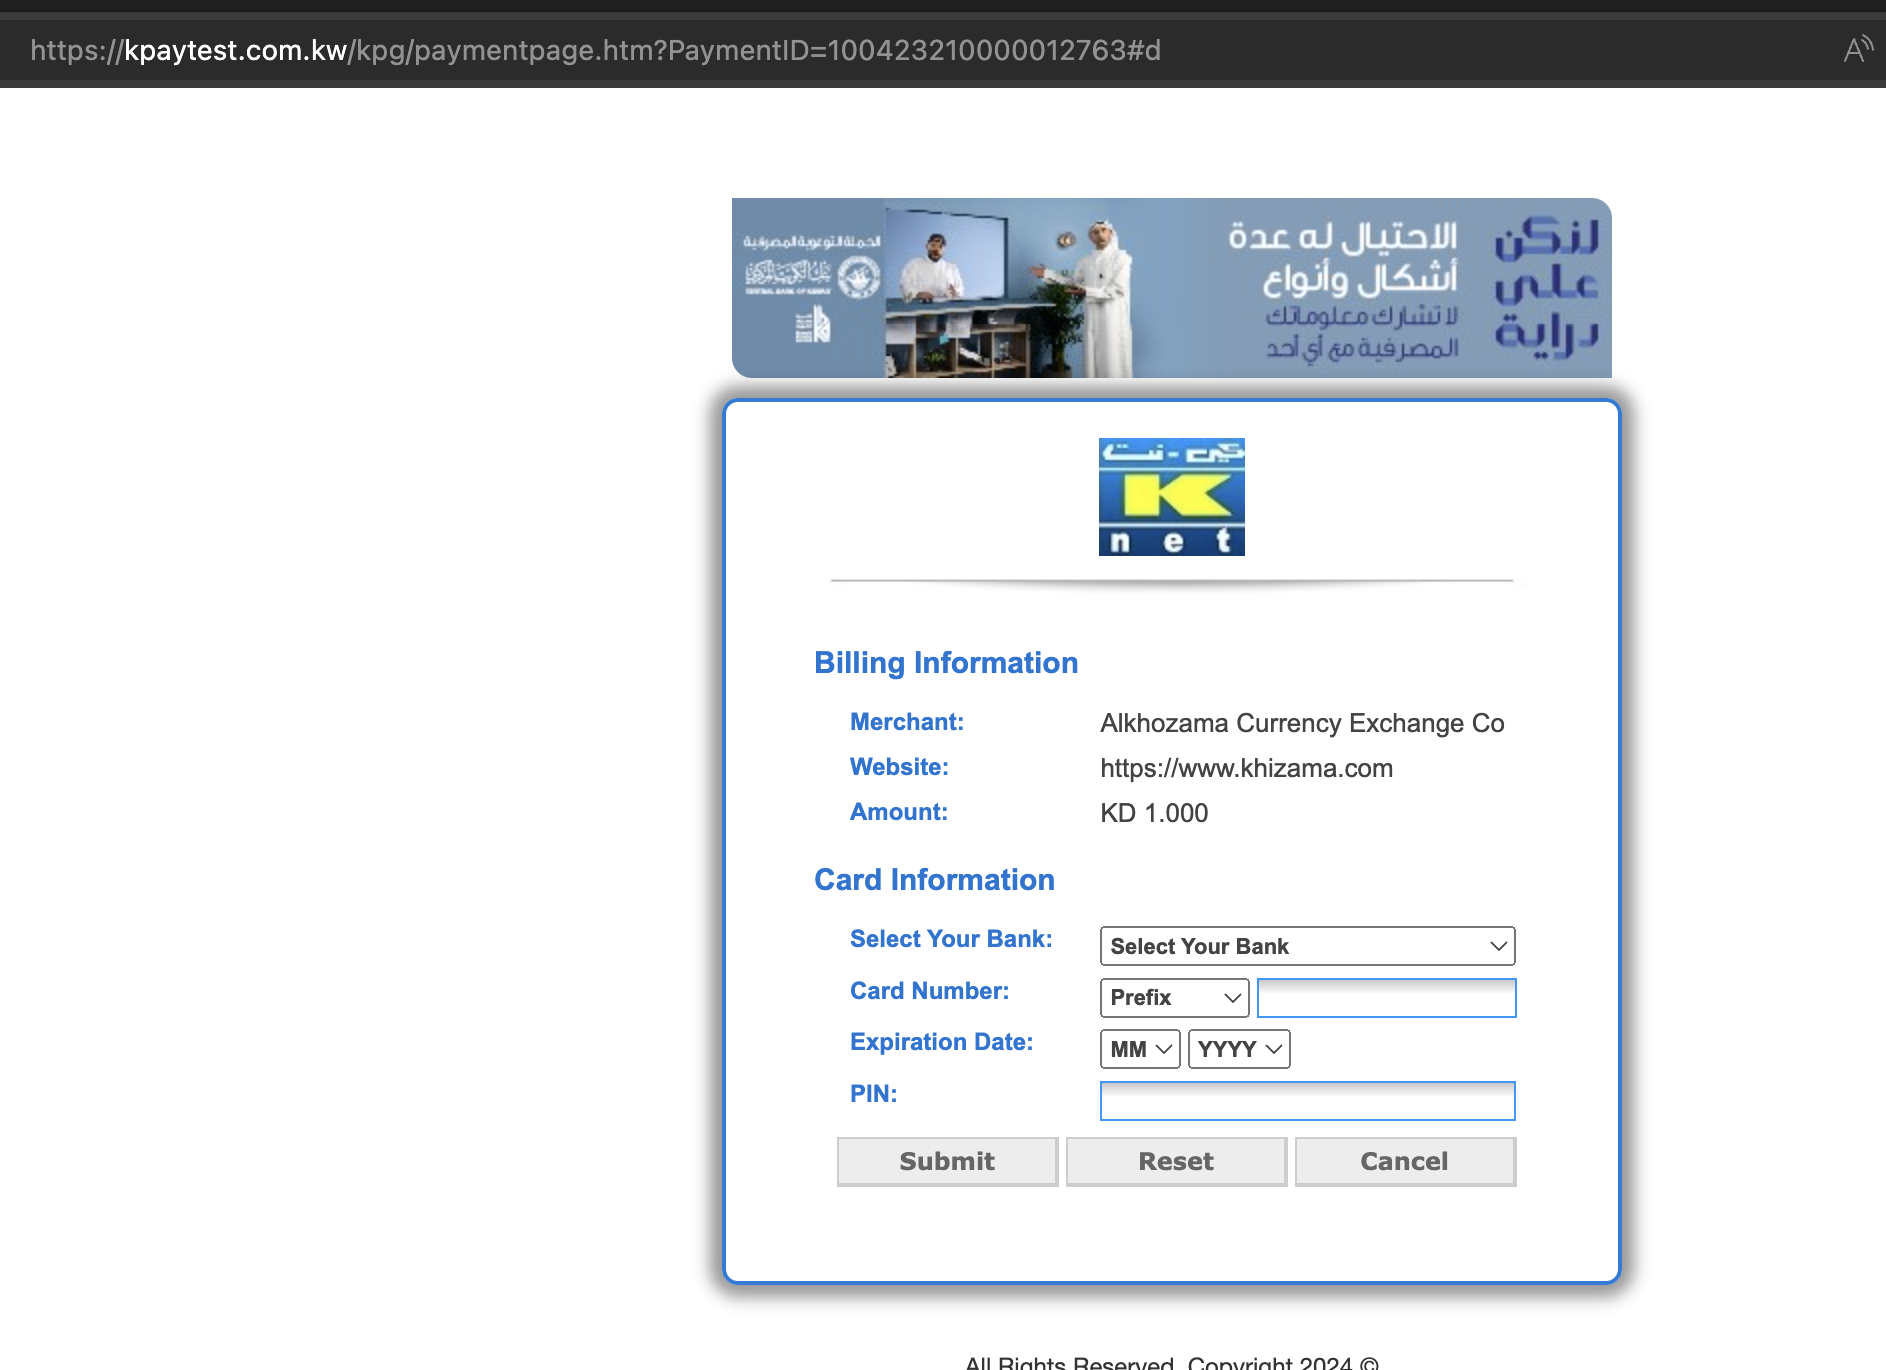 https://kpaytest.com.kw/kpg/paymentpage.htm?PaymentID=100423210000012763#d
لنكن
على
دراية
الاحتيال له عدة
أشكال وأنواع
لا تشارك معلوماتك
المصرفية مع أي أحد
الحملة التوعوية المصرفية
بنك الكويت المركزي
CENTRAL BANK OF KUWAIT
كي-نت
K
net
Billing Information
Merchant: Alkhozama Currency Exchange Co
Website: https://www.khizama.com
Amount: KD 1.000
Card Information
Select Your Bank: Select Your Bank
Card Number: Prefix
Expiration Date: MM YYYY
PIN:
Submit Reset Cancel
All Rights Reserved. Copyright 2024 ©